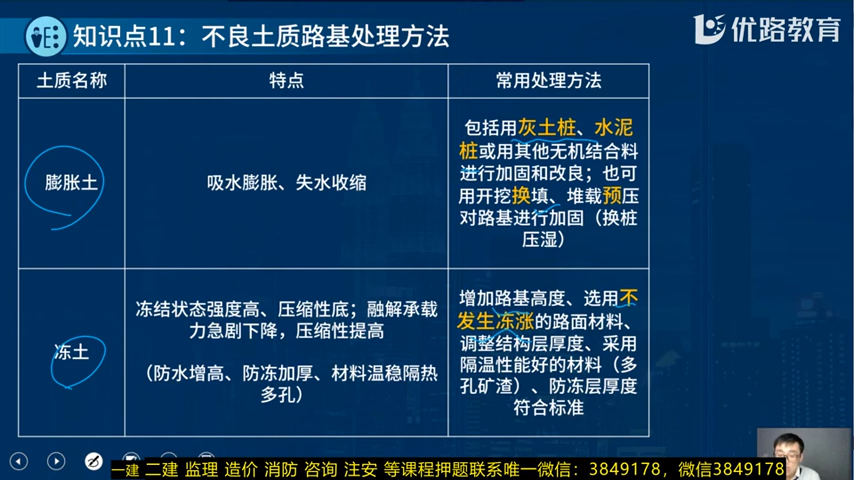 知识点11：不良土质路基处理方法
优路教育
土质名称
特点
常用处理方法
膨胀土
吸水膨胀、失水收缩
包括用灰土桩、水泥
桩或用其他无机结合料
进行加固和改良；也可
用开挖换填、堆载预压
对路基进行加固（换桩
压湿）
冻土
冻结状态强度高、压缩性底；融解承载
力急剧下降，压缩性提高
（防水增高、防冻加厚、材料温稳隔热
多孔）
增加路基高度、选用不
发生冻涨的路面材料、
调整结构层厚度、采用
隔温性能好的材料（多
孔矿渣）、防冻层厚度
符合标准
一建 二建 监理 造价 消防 咨询 注安 等课程押题联系唯一微信：3849178，微信3849178